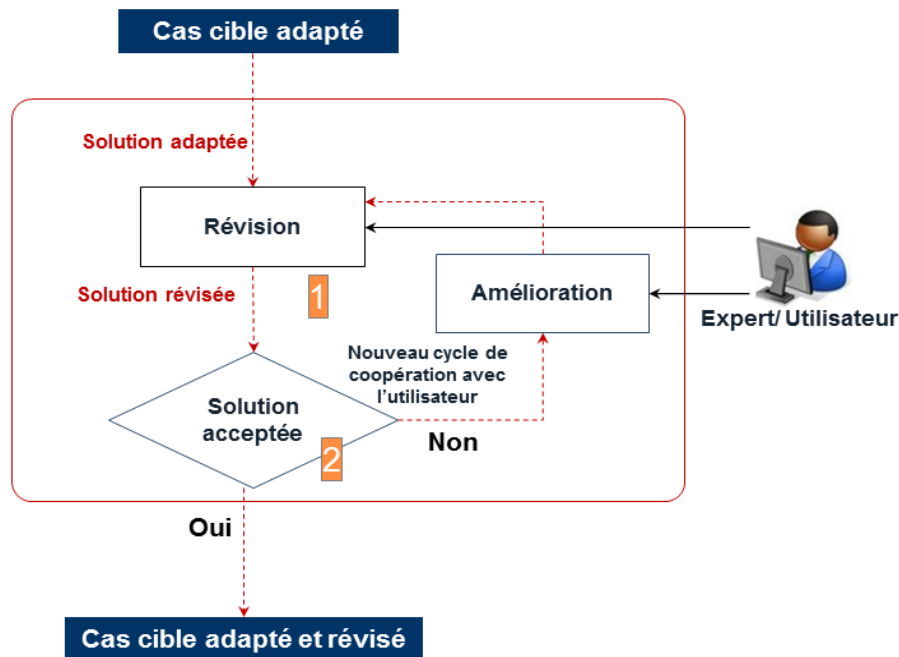 Cas cible adapté
Solution adaptée
Révision
Solution révisée
1
Amélioration
Expert/ Utilisateur
Nouveau cycle de
coopération avec
l'utilisateur
Solution
acceptée
2
Non
Oui
Cas cible adapté et révisé